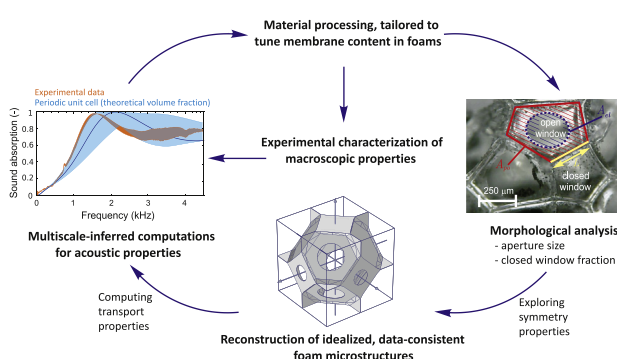 Material processing, tailored to
tune membrane content in foams
Experimental data
Periodic unit cell (theoretical volume fraction)
Sound absorption (-)
1
0.8
0.6
0.4
0.2
0
0
1
2
3
4
Frequency (kHz)
Experimental characterization of
macroscopic properties
open
window
closed
window
250 μm
Multiscale-inferred computations
for acoustic properties
Morphological analysis
- aperture size
- closed window fraction
Computing
transport
properties
Exploring
symmetry
properties
Reconstruction of idealized, data-consistent
foam microstructures